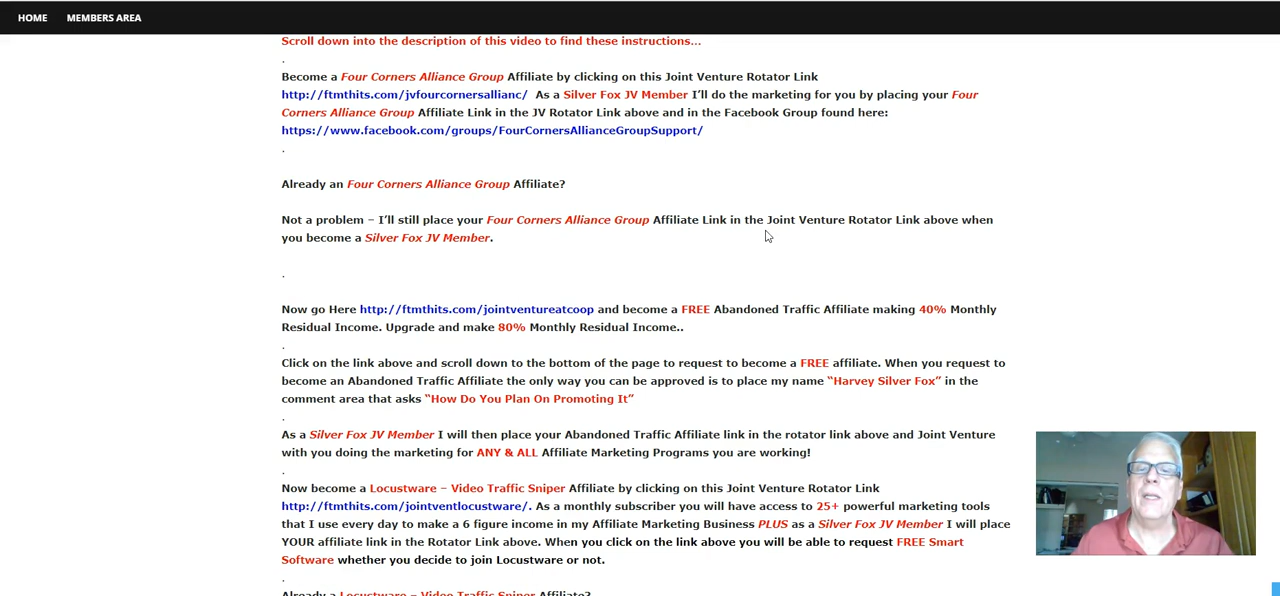 HOME MEMBERS AREA
Scroll down into the description of this video to find these instructions...
.
Become a Four Corners Alliance Group Affiliate by clicking on this Joint Venture Rotator Link
http://ftmthits.com/jvfourcornersallianc/ As a Silver Fox JV Member I'll do the marketing for you by placing your Four
Corners Alliance Group Affiliate Link in the JV Rotator Link above and in the Facebook Group found here:
https://www.facebook.com/groups/FourCornersAllianceGroupSupport/
.
Already an Four Corners Alliance Group Affiliate?
Not a problem – I'll still place your Four Corners Alliance Group Affiliate Link in the Joint Venture Rotator Link above when
you become a Silver Fox JV Member.
.
Now go Here http://ftmthits.com/jointventureatcoop and become a FREE Abandoned Traffic Affiliate making 40% Monthly
Residual Income. Upgrade and make 80% Monthly Residual Income..
.
Click on the link above and scroll down to the bottom of the page to request to become a FREE affiliate. When you request to
become an Abandoned Traffic Affiliate the only way you can be approved is to place my name "Harvey Silver Fox" in the
comment area that asks "How Do You Plan On Promoting It"
.
As a Silver Fox JV Member I will then place your Abandoned Traffic Affiliate link in the rotator link above and Joint Venture
with you doing the marketing for ANY & ALL Affiliate Marketing Programs you are working!
.
Now become a Locustware – Video Traffic Sniper Affiliate by clicking on this Joint Venture Rotator Link
http://ftmthits.com/jointventlocustware/. As a monthly subscriber you will have access to 25+ powerful marketing tools
that I use every day to make a 6 figure income in my Affiliate Marketing Business PLUS as a Silver Fox JV Member I will place
YOUR affiliate link in the Rotator Link above. When you click on the link above you will be able to request FREE Smart
Software whether you decide to join Locustware or not.
.
Already a Locustware – Video Traffic Sniper Affiliate?